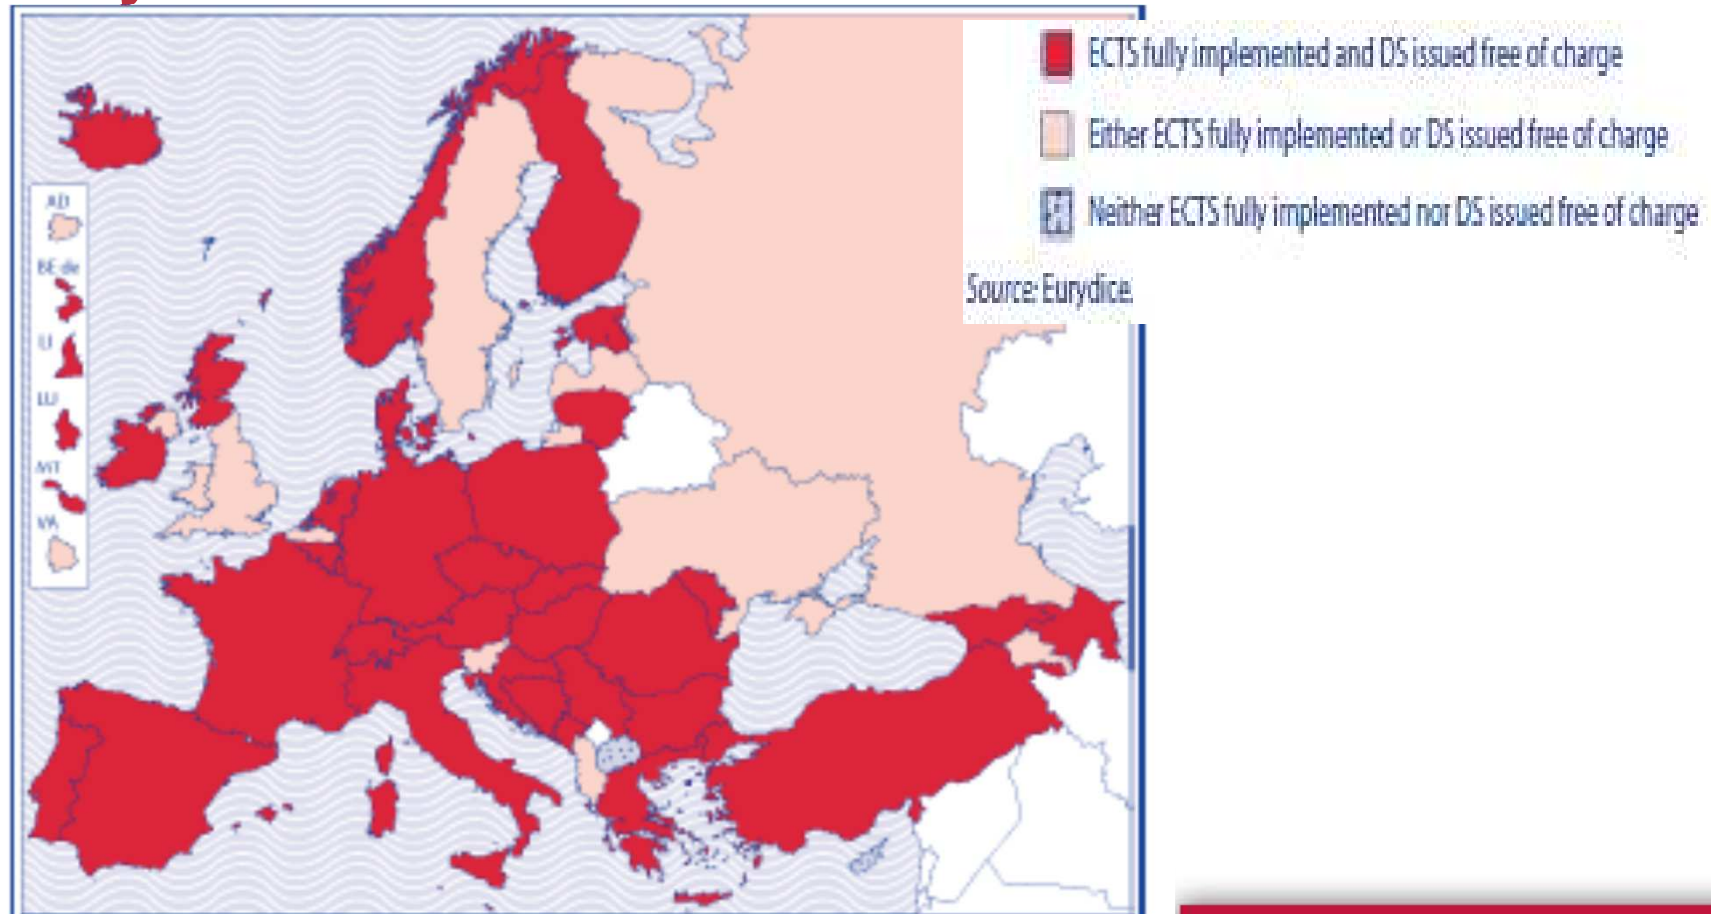 ECTS fully implemented and DS issued free of charge
Either ECTS fully implemented or DS issued free of charge
Neither ECTS fully implemented nor DS issued free of charge
Source: Eurydice.
AD
BE de
LI
LU
MT
VA